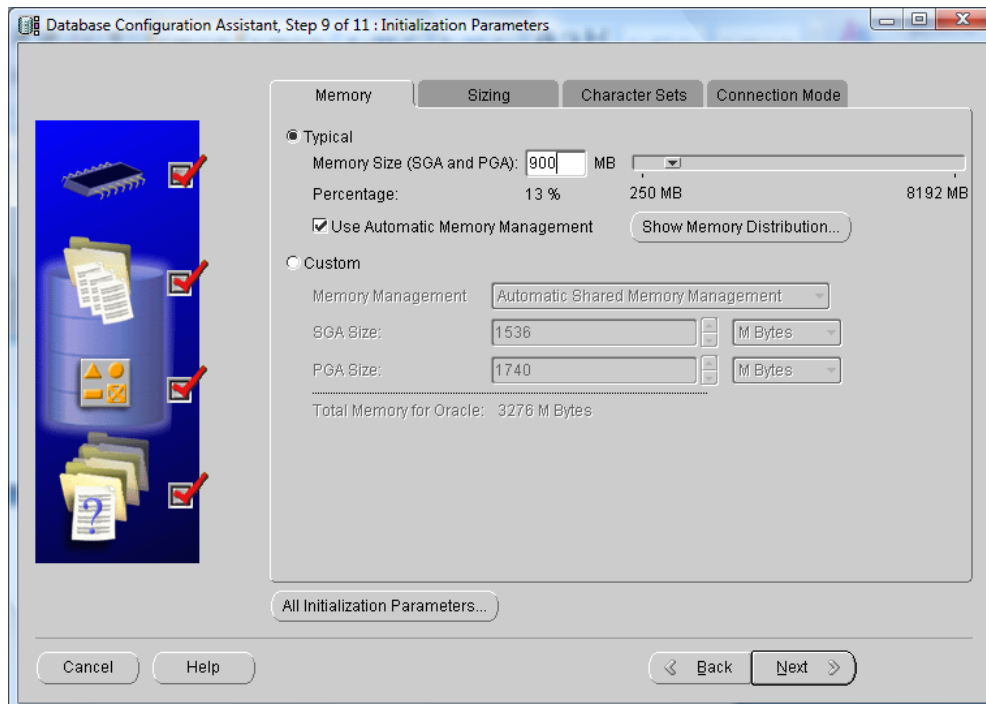 Database Configuration Assistant, Step 9 of 11 : Initialization Parameters
Memory Sizing Character Sets Connection Mode
Typical
Memory Size (SGA and PGA): 900 MB
Percentage: 13 % 250 MB 8192 MB
Use Automatic Memory Management Show Memory Distribution...
Custom
Memory Management Automatic Shared Memory Management
SGA Size: 1536 M Bytes
PGA Size: 1740 M Bytes
Total Memory for Oracle: 3276 M Bytes
?
All Initialization Parameters...
Cancel Help Back Next